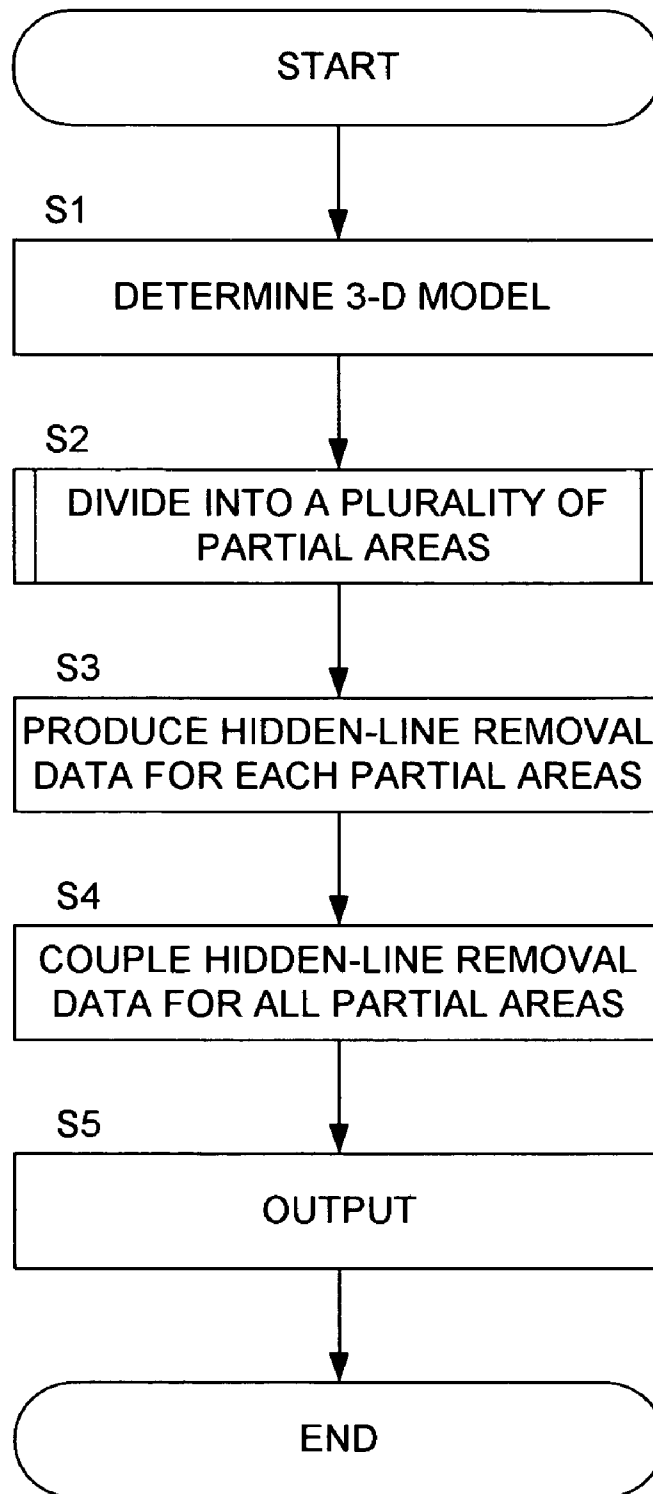 START
S1
DETERMINE 3-D MODEL
S2
DIVIDE INTO A PLURALITY OF
PARTIAL AREAS
S3
PRODUCE HIDDEN-LINE REMOVAL
DATA FOR EACH PARTIAL AREAS
S4
COUPLE HIDDEN-LINE REMOVAL
DATA FOR ALL PARTIAL AREAS
S5
OUTPUT
END